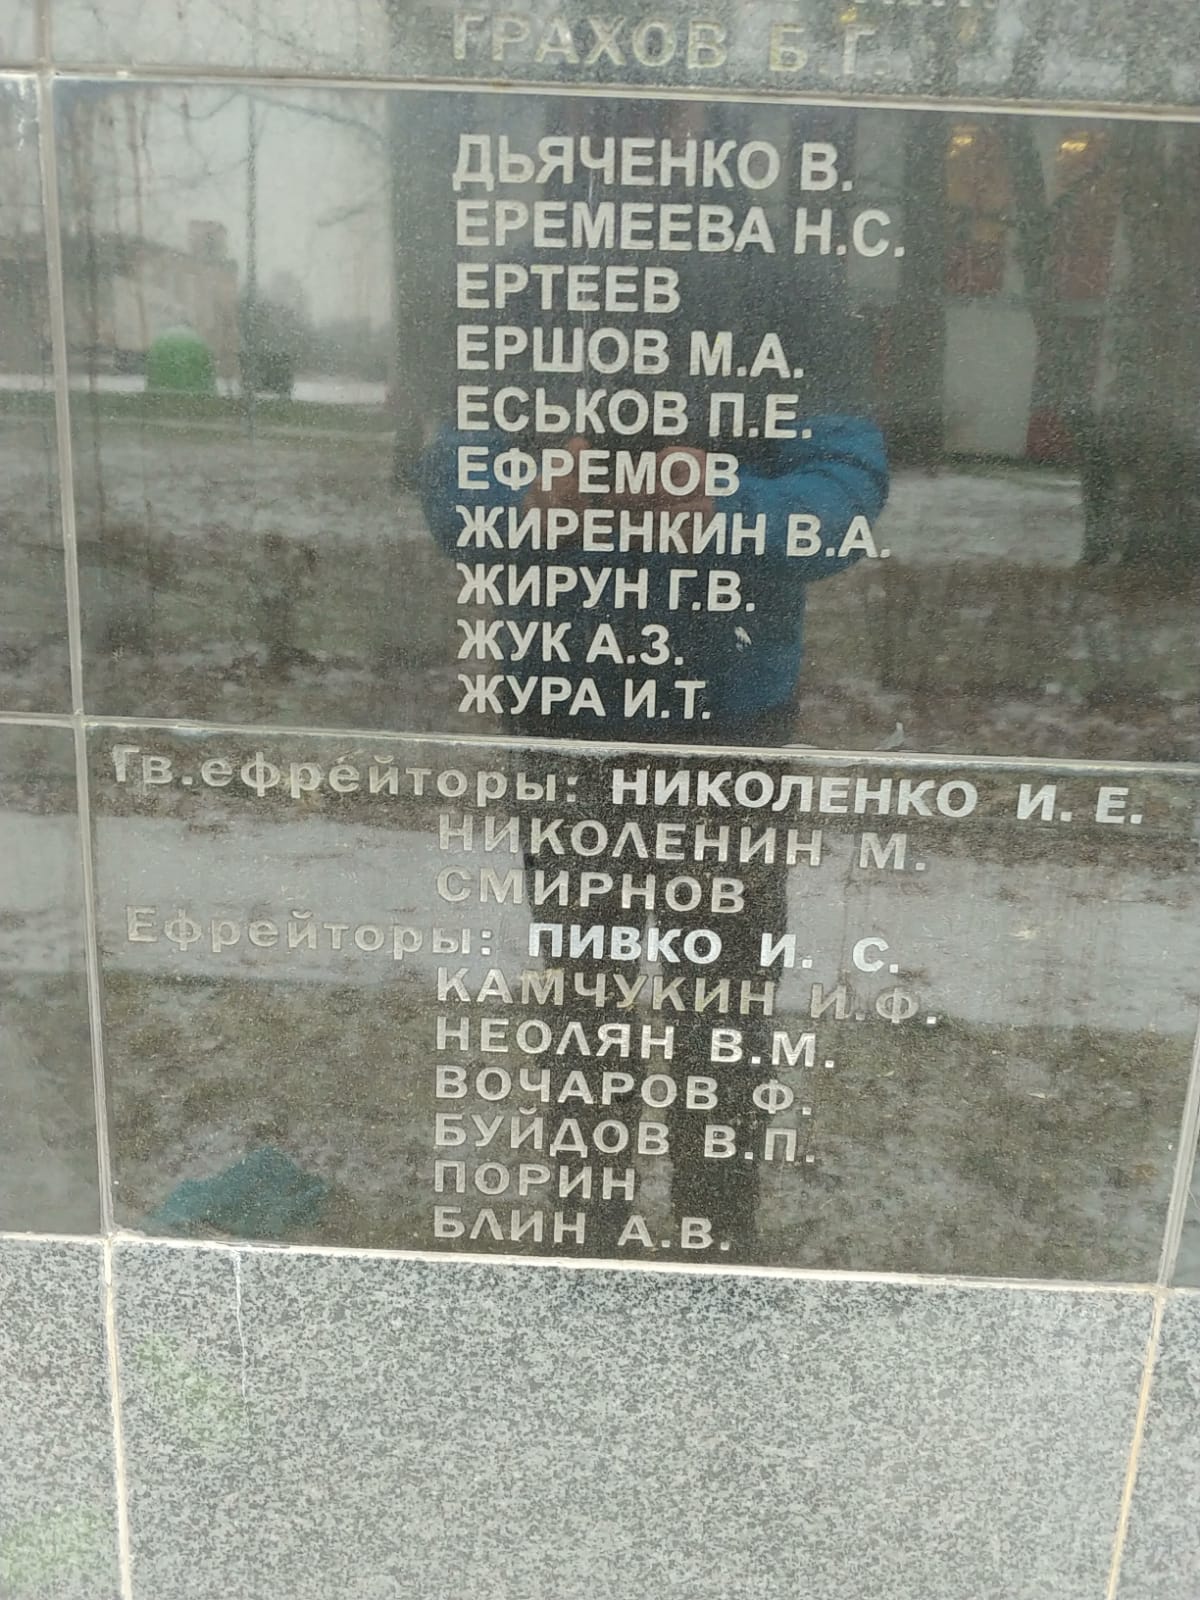 ГРАХОВ Б.Г.
ДЬЯЧЕНКО В.
ЕРЕМЕЕВА Н.С.
ЕРТЕЕВ
ЕРШОВ М.А.
ЕСЬКОВ П.Е.
ЕФРЕМОВ
ЖИРЕНКИН В.А.
ЖИРУН Г.В.
ЖУК А.З.
ЖУРА И.Т.
Гв.ефрейторы: НИКОЛЕНКО И. Е.
НИКОЛЕНИН М.
СМИРНОВ
Ефрейторы: ПИВКО И. С.
КАМЧУКИН И.Ф.
НЕОЛЯН В.М.
ВОЧАРОВ Ф.
БУЙДОВ В.П.
ПОРИН
БЛИН А.В.